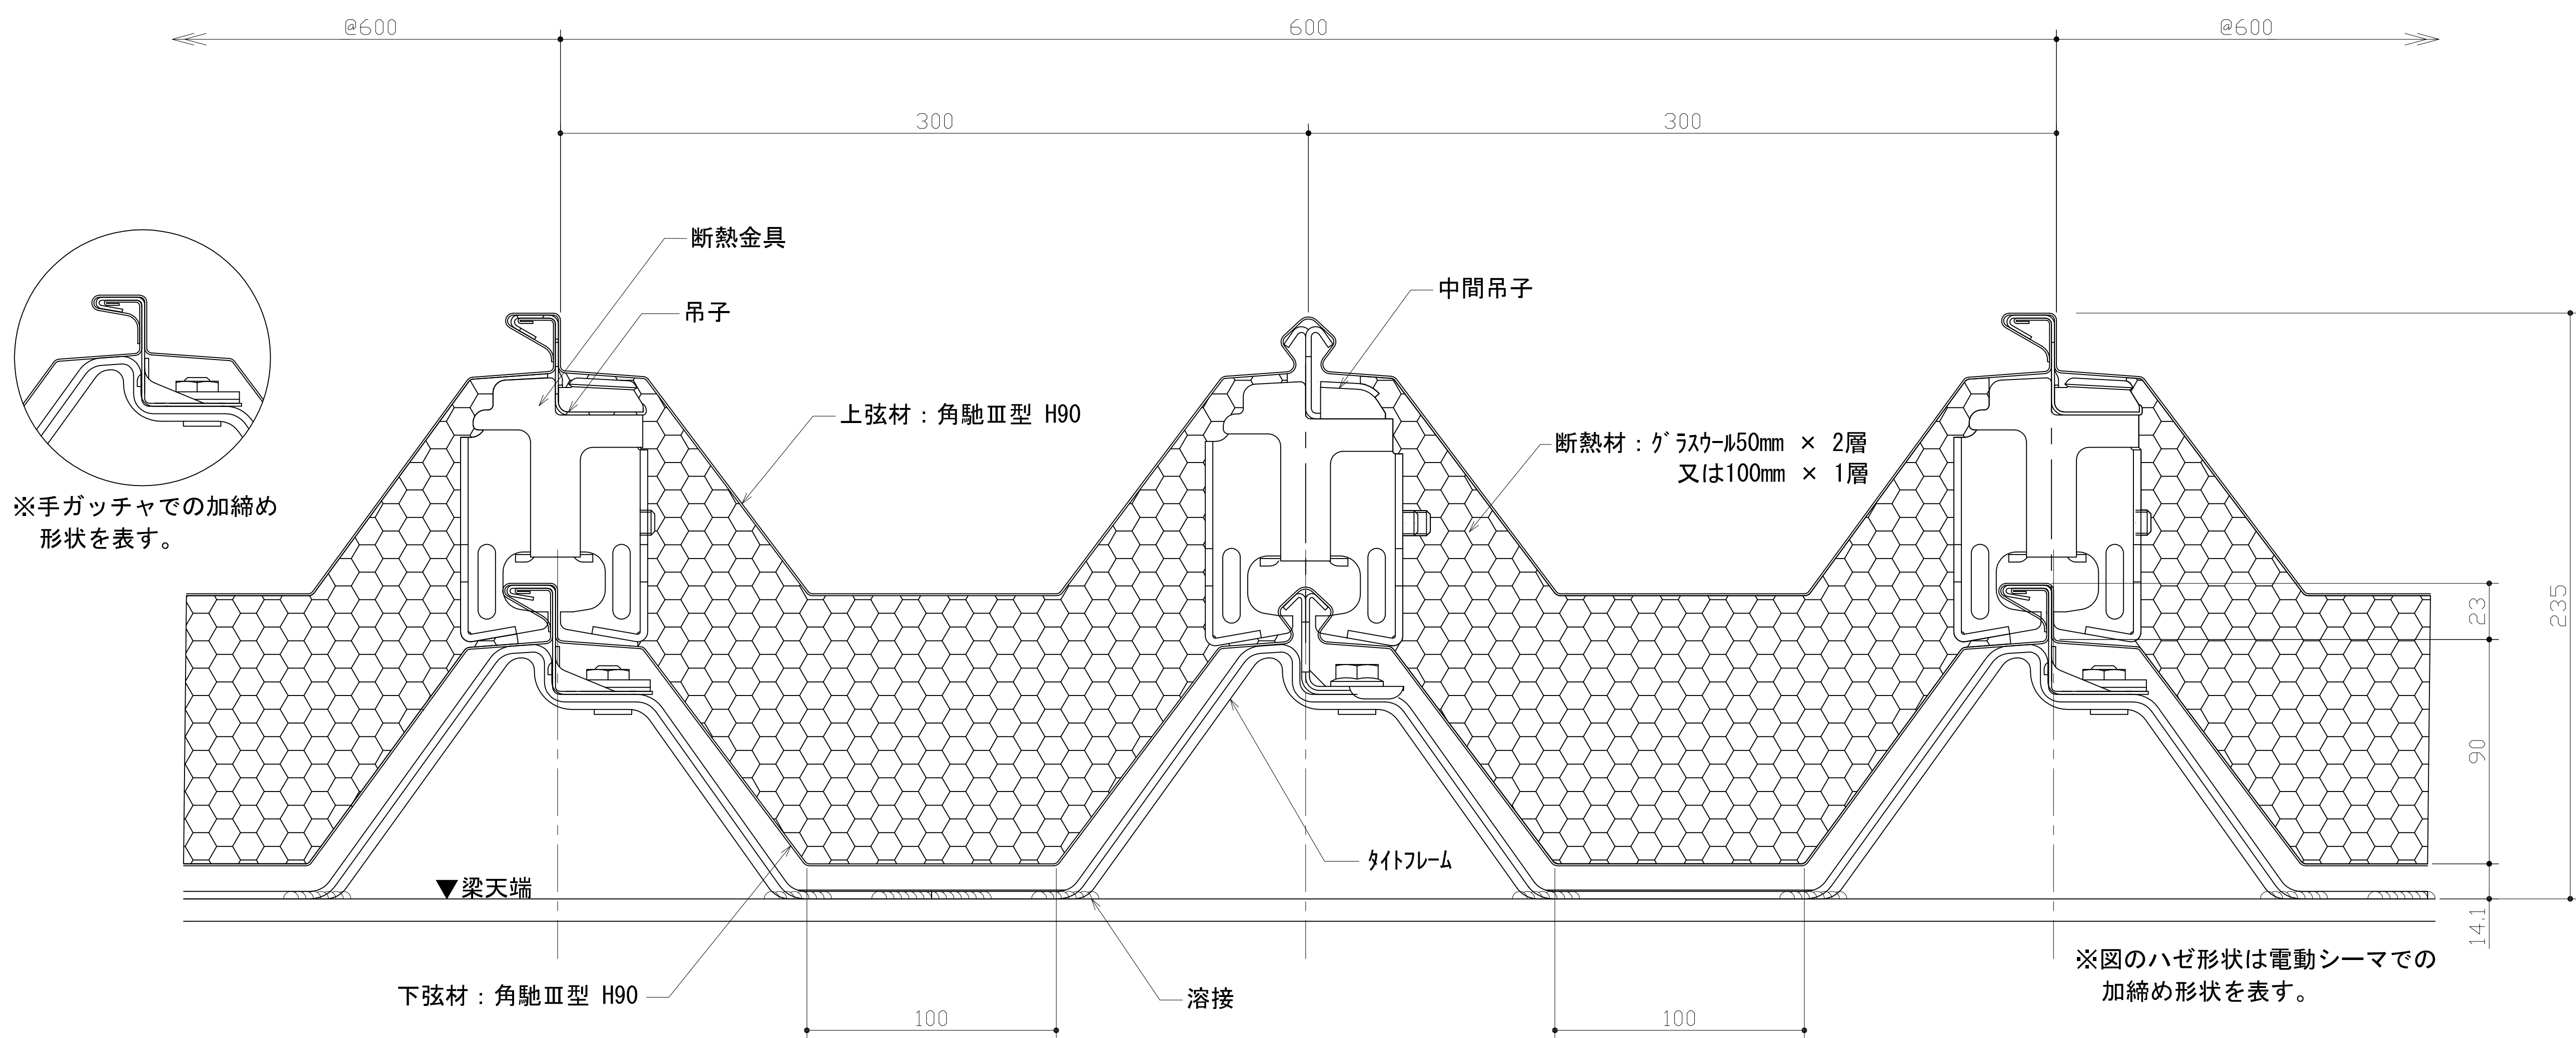 @600
600
@600
300
300
断熱金具
吊子
中間吊子
上弦材：角馳Ⅲ型 H90
断熱材：ｸﾞﾗｽｳｰﾙ50mm × 2層
又は100mm × 1層
※手ガッチャでの加締め
形状を表す。
23
235
90
ﾀｲﾄﾌﾚｰﾑ
▼梁天端
14.1
※図のハゼ形状は電動シーマでの
加締め形状を表す。
下弦材：角馳Ⅲ型 H90
溶接
100
100